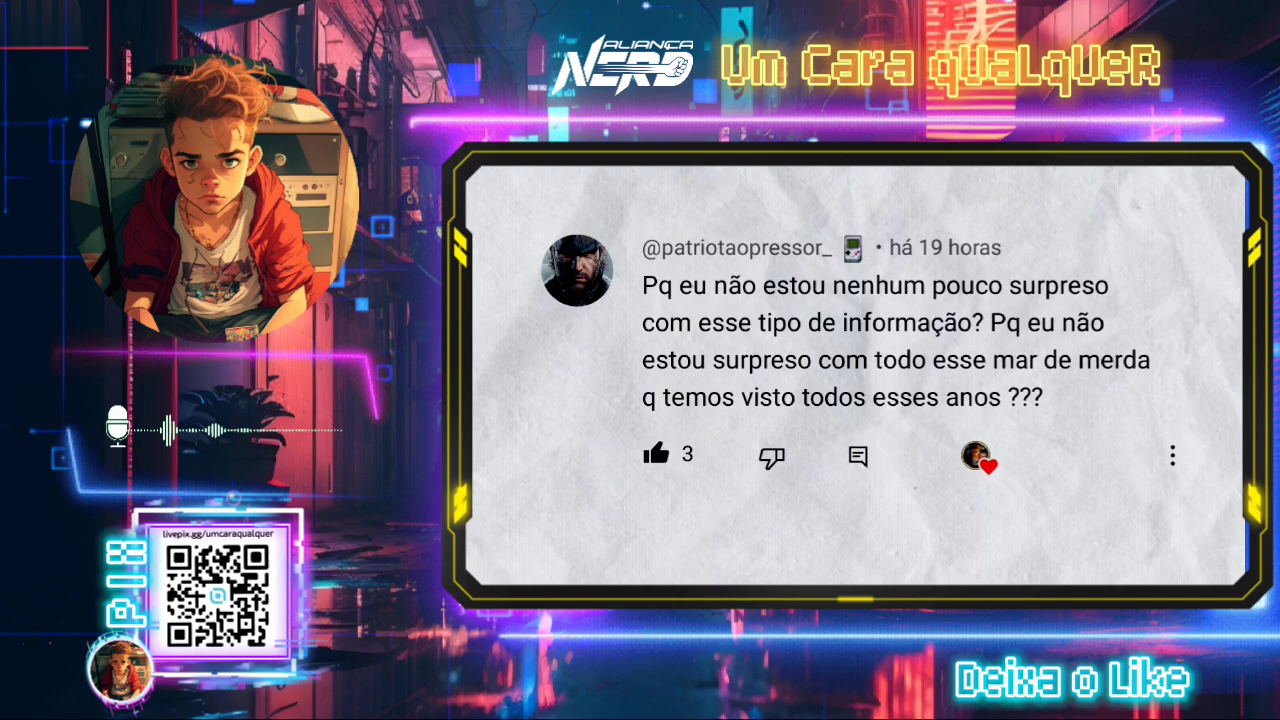 ALIANÇA
NERD
Um Cara qUaLqUeR
@patriotaopressor_ • há 19 horas
Pq eu não estou nenhum pouco surpreso
com esse tipo de informação? Pq eu não
estou surpreso com todo esse mar de merda
q temos visto todos esses anos ???
3
livepix.gg/umcaraqualquer
PIX
Deixa o Like